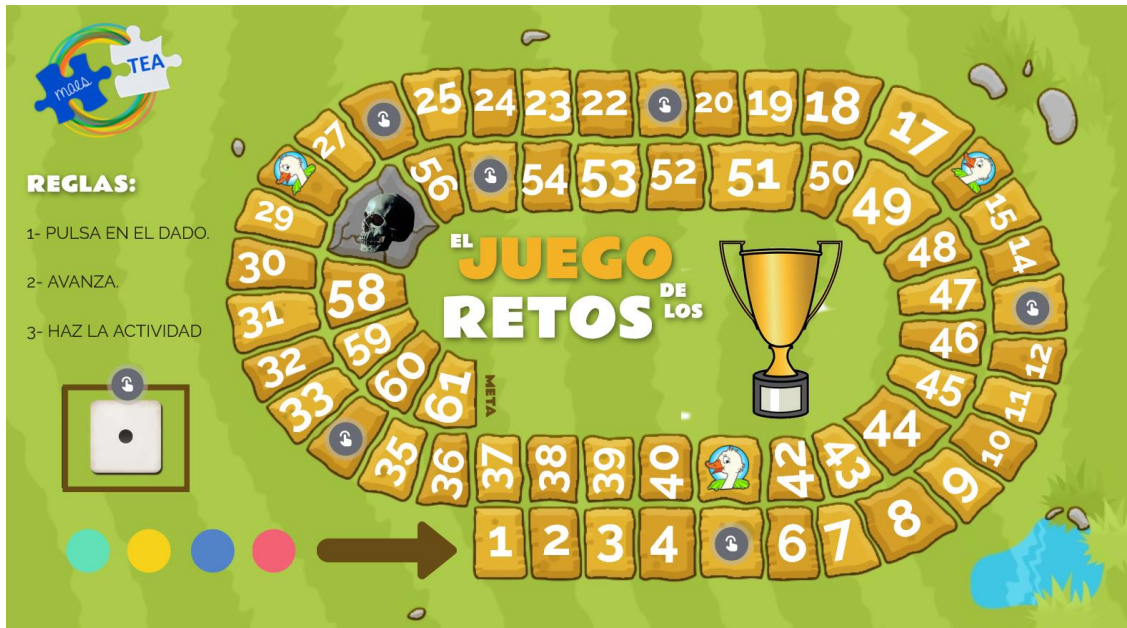 maes
TEA
REGLAS:
1- PULSA EN EL DADO.
2- AVANZA.
3- HAZ LA ACTIVIDAD
EL JUEGO
DE LOS
RETOS
META
1 2 3 4 6 7 8 9 10 11 12 14 15 17 18 19 20 22 23 24 25 27 29 30 31 32 33 35 36 37 38 39 40 42 43 44 45 46 47 48 49 50 51 52 53 54 56 58 59 60 61